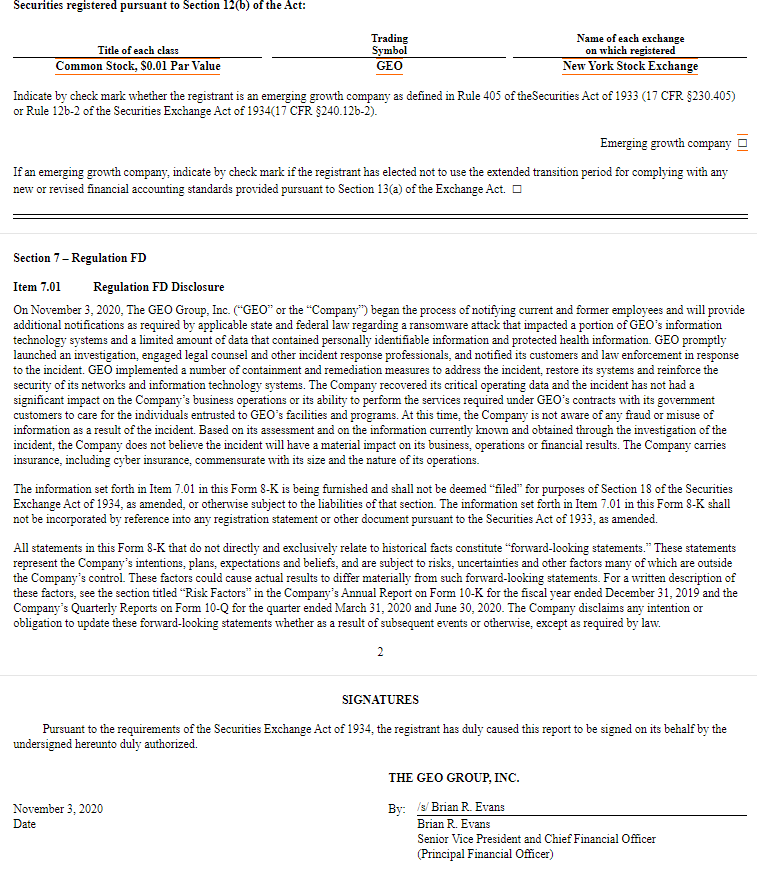 Securities registered pursuant to Section 12(b) of the Act:
Title of each class
Trading
Symbol
Name of each exchange
on which registered
Common Stock, $0.01 Par Value
GEO
New York Stock Exchange
Indicate by check mark whether the registrant is an emerging growth company as defined in Rule 405 of theSecurities Act of 1933 (17 CFR §230.405)
or Rule 12b-2 of the Securities Exchange Act of 1934(17 CFR §240.12b-2).
Emerging growth company ☐
If an emerging growth company, indicate by check mark if the registrant has elected not to use the extended transition period for complying with any
new or revised financial accounting standards provided pursuant to Section 13(a) of the Exchange Act. ☐
Section 7 – Regulation FD
Item 7.01 Regulation FD Disclosure
On November 3, 2020, The GEO Group, Inc. (“GEO” or the “Company”) began the process of notifying current and former employees and will provide
additional notifications as required by applicable state and federal law regarding a ransomware attack that impacted a portion of GEO’s information
technology systems and a limited amount of data that contained personally identifiable information and protected health information. GEO promptly
launched an investigation, engaged legal counsel and other incident response professionals, and notified its customers and law enforcement in response
to the incident. GEO implemented a number of containment and remediation measures to address the incident, restore its systems and reinforce the
security of its networks and information technology systems. The Company recovered its critical operating data and the incident has not had a
significant impact on the Company’s business operations or its ability to perform the services required under GEO’s contracts with its government
customers to care for the individuals entrusted to GEO’s facilities and programs. At this time, the Company is not aware of any fraud or misuse of
information as a result of the incident. Based on its assessment and on the information currently known and obtained through the investigation of the
incident, the Company does not believe the incident will have a material impact on its business, operations or financial results. The Company carries
insurance, including cyber insurance, commensurate with its size and the nature of its operations.
The information set forth in Item 7.01 in this Form 8-K is being furnished and shall not be deemed “filed” for purposes of Section 18 of the Securities
Exchange Act of 1934, as amended, or otherwise subject to the liabilities of that section. The information set forth in Item 7.01 in this Form 8-K shall
not be incorporated by reference into any registration statement or other document pursuant to the Securities Act of 1933, as amended.
All statements in this Form 8-K that do not directly and exclusively relate to historical facts constitute “forward-looking statements.” These statements
represent the Company’s intentions, plans, expectations and beliefs, and are subject to risks, uncertainties and other factors many of which are outside
the Company’s control. These factors could cause actual results to differ materially from such forward-looking statements. For a written description of
these factors, see the section titled “Risk Factors” in the Company’s Annual Report on Form 10-K for the fiscal year ended December 31, 2019 and the
Company’s Quarterly Reports on Form 10-Q for the quarter ended March 31, 2020 and June 30, 2020. The Company disclaims any intention or
obligation to update these forward-looking statements whether as a result of subsequent events or otherwise, except as required by law.
2
SIGNATURES
Pursuant to the requirements of the Securities Exchange Act of 1934, the registrant has duly caused this report to be signed on its behalf by the
undersigned hereunto duly authorized.
THE GEO GROUP, INC.
November 3, 2020
Date
By: /s/ Brian R. Evans
Brian R. Evans
Senior Vice President and Chief Financial Officer
(Principal Financial Officer)